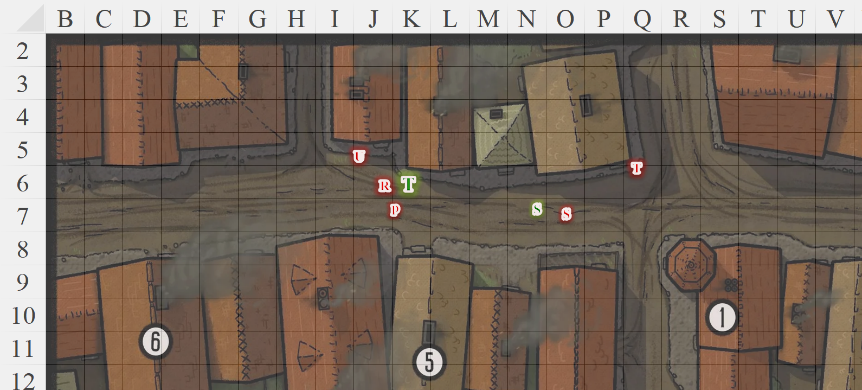 B C D E F G H I J K L M N O P Q R S T U V
2
3
4
5 U T
6 R T
7 P S S
8
9
10 1
11 6 5
12